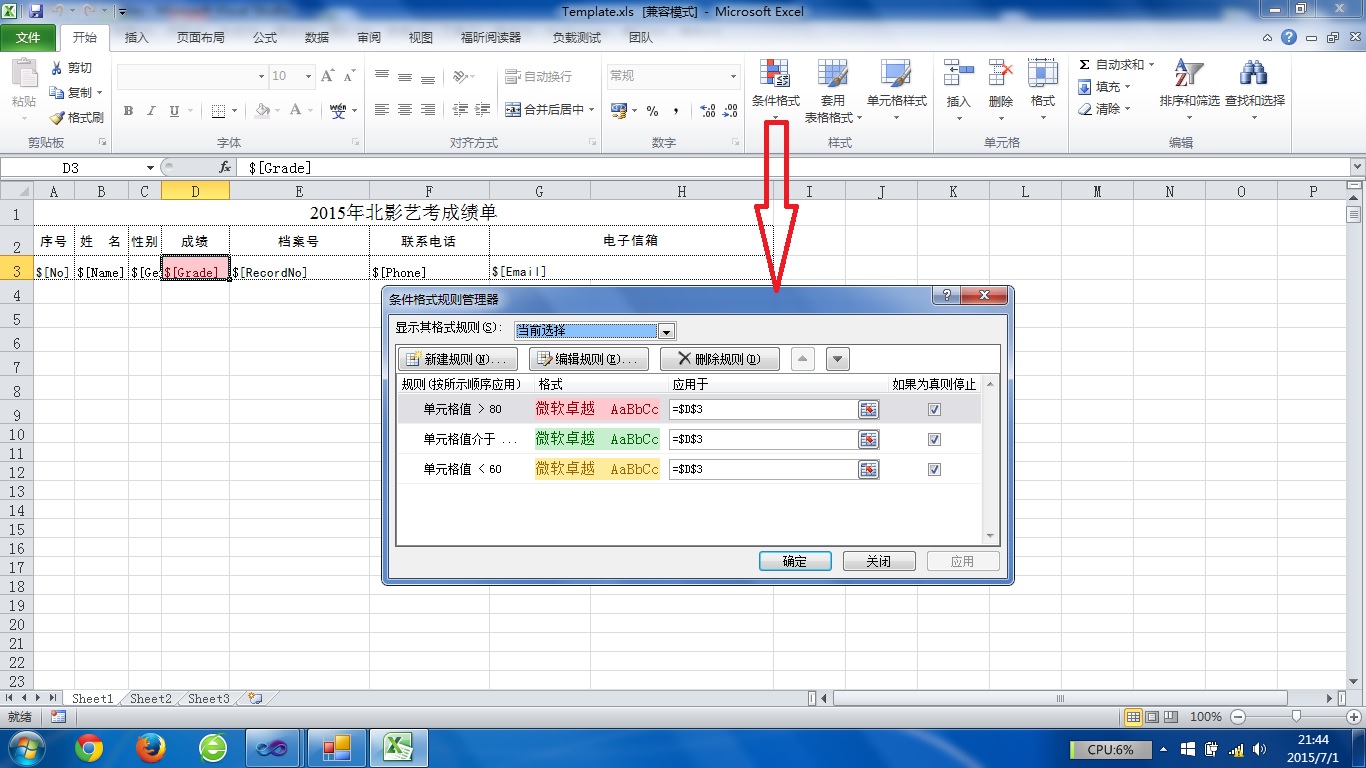 Template.xls [兼容模式] - Microsoft Excel
文件 开始 插入 页面布局 公式 数据 审阅 视图 福昕阅读器 负载测试 团队
粘贴 剪切 复制 格式刷
剪贴板
10
B I U
wén
字体
自动换行
合并后居中
对齐方式
常规
% ,
数字
条件格式 套用表格格式 单元格样式
样式
插入 删除 格式
单元格
Σ 自动求和
填充
清除
排序和筛选 查找和选择
编辑
D3 fx $[Grade]
A B C D E F G H I J K L M N O P
1 2015年北影艺考成绩单
2 序号 姓 名 性别 成绩 档案号 联系电话 电子信箱
3 $[No] $[Name] $[Ge $[Grade] $[RecordNo] $[Phone] $[Email]
4
5
6
7
8
9
10
11
12
13
14
15
16
17
18
19
20
21
22
23
条件格式规则管理器
显示其格式规则(S): 当前选择
新建规则(N)... 编辑规则(E)... 删除规则(D)
规则(按所示顺序应用) 格式 应用于 如果为真则停止
单元格值 > 80 微软卓越 AaBbCc =$D$3
单元格值介于 ... 微软卓越 AaBbCc =$D$3
单元格值 < 60 微软卓越 AaBbCc =$D$3
确定 关闭 应用
Sheet1 Sheet2 Sheet3
就绪 100%
CPU:6%
21:44
2015/7/1